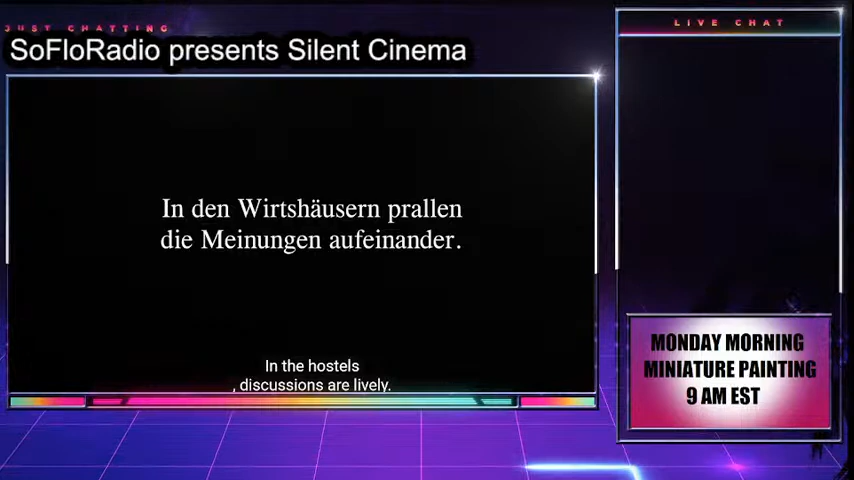 JUST CHATTING
SoFloRadio presents Silent Cinema
LIVE CHAT
In den Wirtshäusern prallen
die Meinungen aufeinander.
In the hostels
, discussions are lively.
MONDAY MORNING
MINIATURE PAINTING
9 AM EST